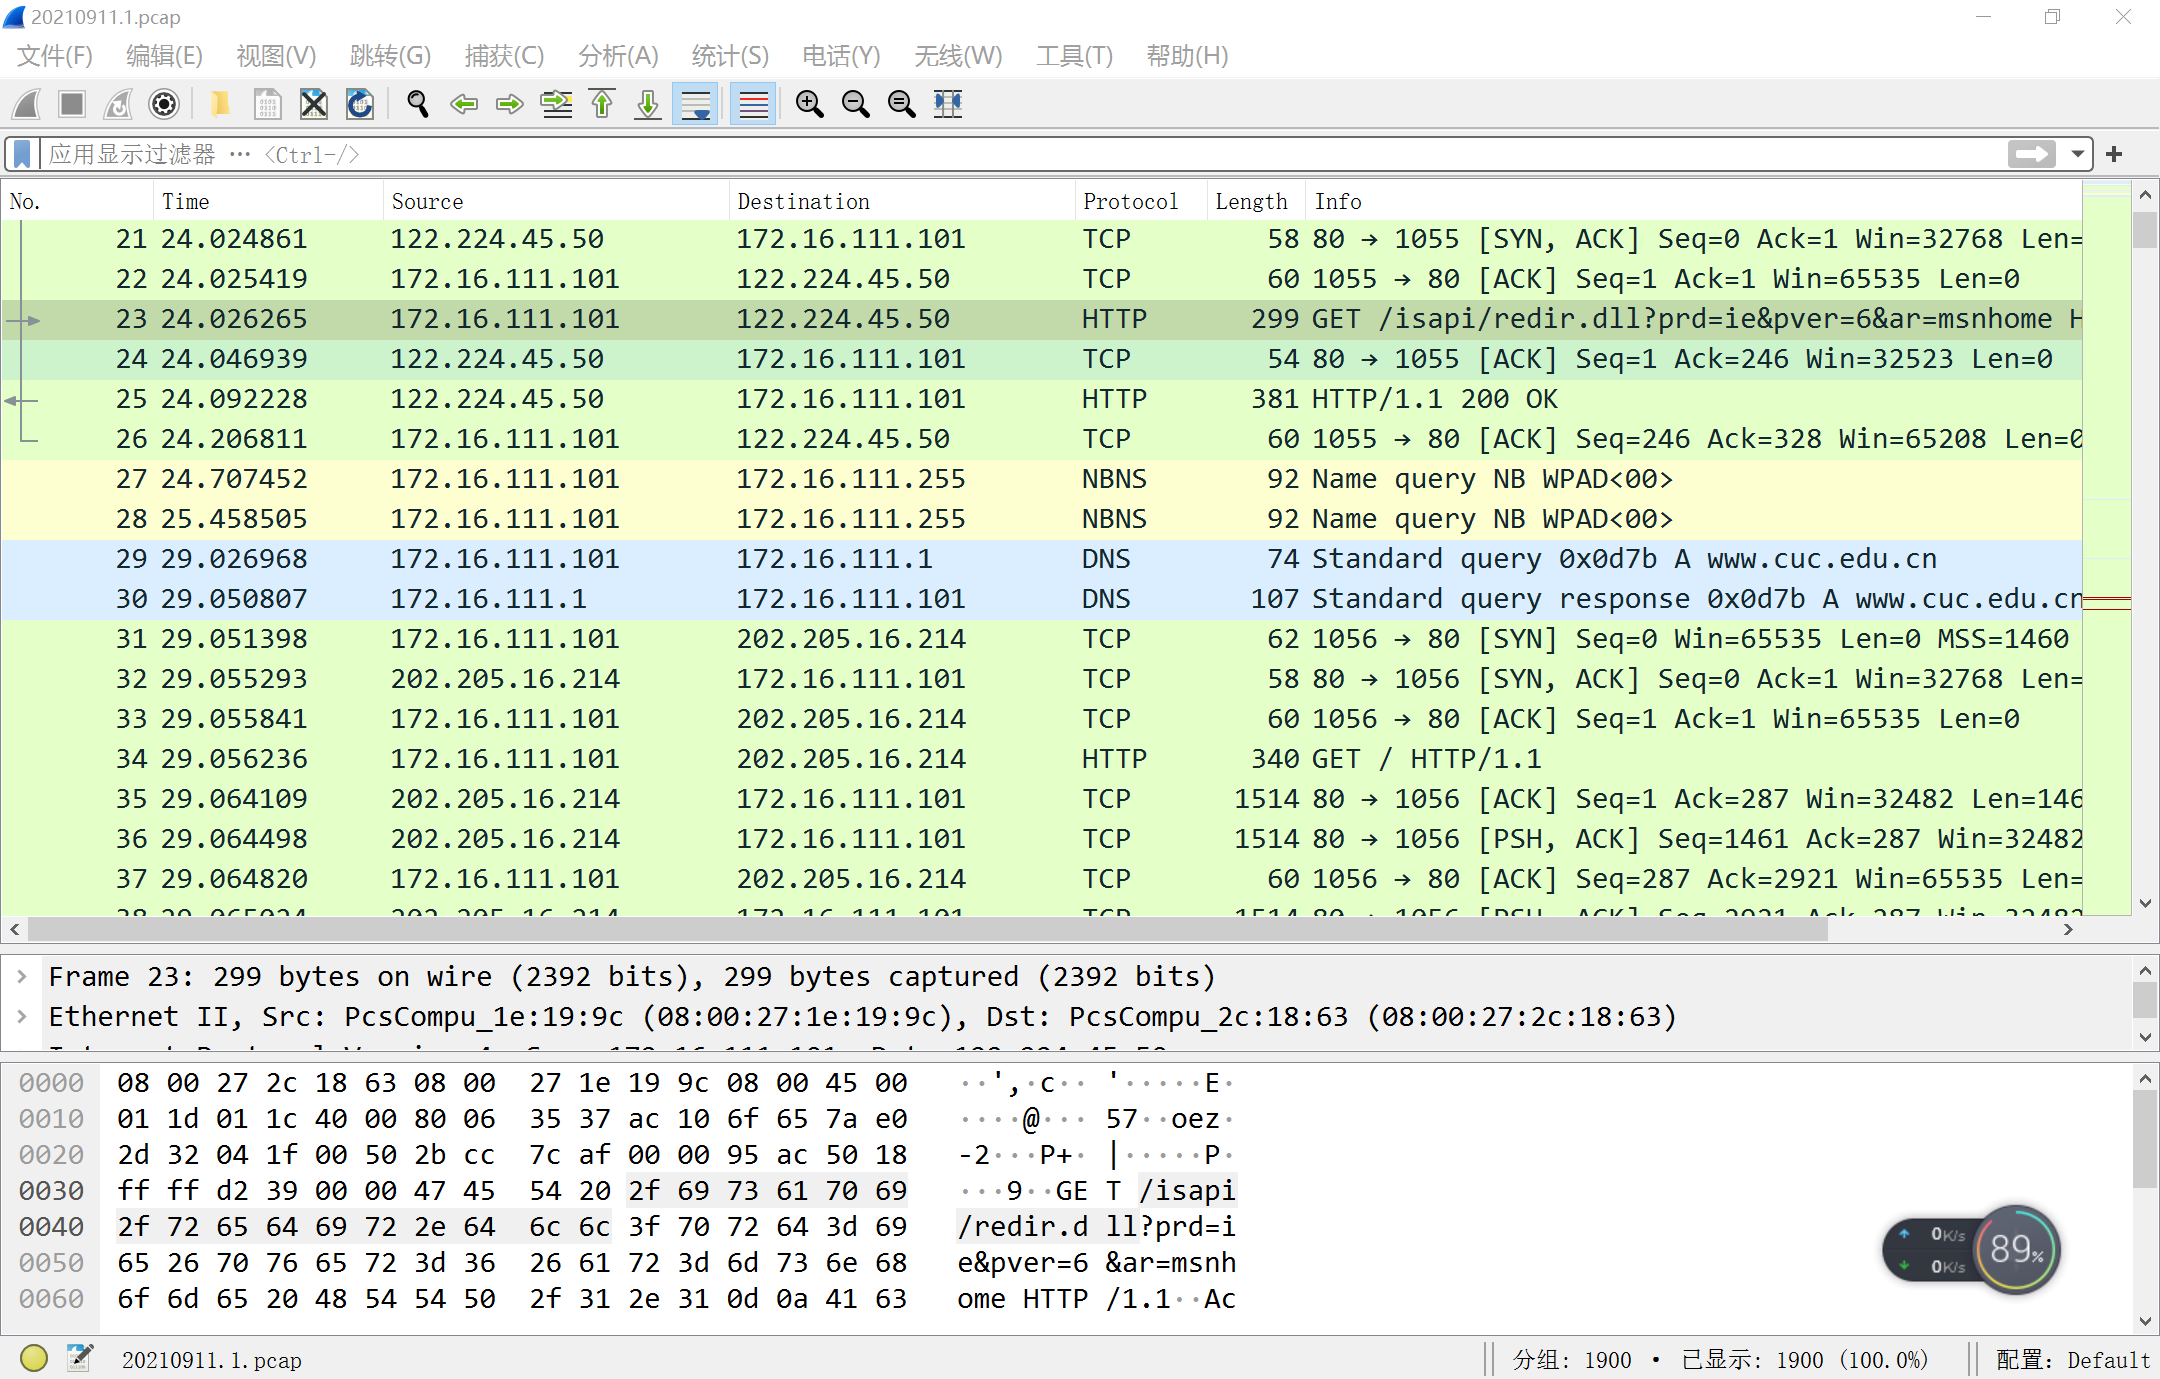 20210911.1.pcap
文件(F) 编辑(E) 视图(V) 跳转(G) 捕获(C) 分析(A) 统计(S) 电话(Y) 无线(W) 工具(T) 帮助(H)
应用显示过滤器 … <Ctrl-/>
No. Time Source Destination Protocol Length Info
21 24.024861 122.224.45.50 172.16.111.101 TCP 58 80 → 1055 [SYN, ACK] Seq=0 Ack=1 Win=32768 Len=
22 24.025419 172.16.111.101 122.224.45.50 TCP 60 1055 → 80 [ACK] Seq=1 Ack=1 Win=65535 Len=0
23 24.026265 172.16.111.101 122.224.45.50 HTTP 299 GET /isapi/redir.dll?prd=ie&pver=6&ar=msnhome H
24 24.046939 122.224.45.50 172.16.111.101 TCP 54 80 → 1055 [ACK] Seq=1 Ack=246 Win=32523 Len=0
25 24.092228 122.224.45.50 172.16.111.101 HTTP 381 HTTP/1.1 200 OK
26 24.206811 172.16.111.101 122.224.45.50 TCP 60 1055 → 80 [ACK] Seq=246 Ack=328 Win=65208 Len=0
27 24.707452 172.16.111.101 172.16.111.255 NBNS 92 Name query NB WPAD<00>
28 25.458505 172.16.111.101 172.16.111.255 NBNS 92 Name query NB WPAD<00>
29 29.026968 172.16.111.101 172.16.111.1 DNS 74 Standard query 0x0d7b A www.cuc.edu.cn
30 29.050807 172.16.111.1 172.16.111.101 DNS 107 Standard query response 0x0d7b A www.cuc.edu.cn
31 29.051398 172.16.111.101 202.205.16.214 TCP 62 1056 → 80 [SYN] Seq=0 Win=65535 Len=0 MSS=1460
32 29.055293 202.205.16.214 172.16.111.101 TCP 58 80 → 1056 [SYN, ACK] Seq=0 Ack=1 Win=32768 Len=
33 29.055841 172.16.111.101 202.205.16.214 TCP 60 1056 → 80 [ACK] Seq=1 Ack=1 Win=65535 Len=0
34 29.056236 172.16.111.101 202.205.16.214 HTTP 340 GET / HTTP/1.1
35 29.064109 202.205.16.214 172.16.111.101 TCP 1514 80 → 1056 [ACK] Seq=1 Ack=287 Win=32482 Len=146
36 29.064498 202.205.16.214 172.16.111.101 TCP 1514 80 → 1056 [PSH, ACK] Seq=1461 Ack=287 Win=32482
37 29.064820 172.16.111.101 202.205.16.214 TCP 60 1056 → 80 [ACK] Seq=287 Ack=2921 Win=65535 Len=
Frame 23: 299 bytes on wire (2392 bits), 299 bytes captured (2392 bits)
Ethernet II, Src: PcsCompu_1e:19:9c (08:00:27:1e:19:9c), Dst: PcsCompu_2c:18:63 (08:00:27:2c:18:63)
0000 08 00 27 2c 18 63 08 00 27 1e 19 9c 08 00 45 00 ··',·c·· '·····E·
0010 01 1d 01 1c 40 00 80 06 35 37 ac 10 6f 65 7a e0 ····@··· 57··oez·
0020 2d 32 04 1f 00 50 2b cc 7c af 00 00 95 ac 50 18 -2···P+· |·····P·
0030 ff ff d2 39 00 00 47 45 54 20 2f 69 73 61 70 69 ···9··GE T /isapi
0040 2f 72 65 64 69 72 2e 64 6c 6c 3f 70 72 64 3d 69 /redir.d ll?prd=i
0050 65 26 70 76 65 72 3d 36 26 61 72 3d 6d 73 6e 68 e&pver=6 &ar=msnh
0060 6f 6d 65 20 48 54 54 50 2f 31 2e 31 0d 0a 41 63 ome HTTP /1.1··Ac
0K/s
0K/s
89%
20210911.1.pcap 分组: 1900 · 已显示: 1900 (100.0%) 配置: Default